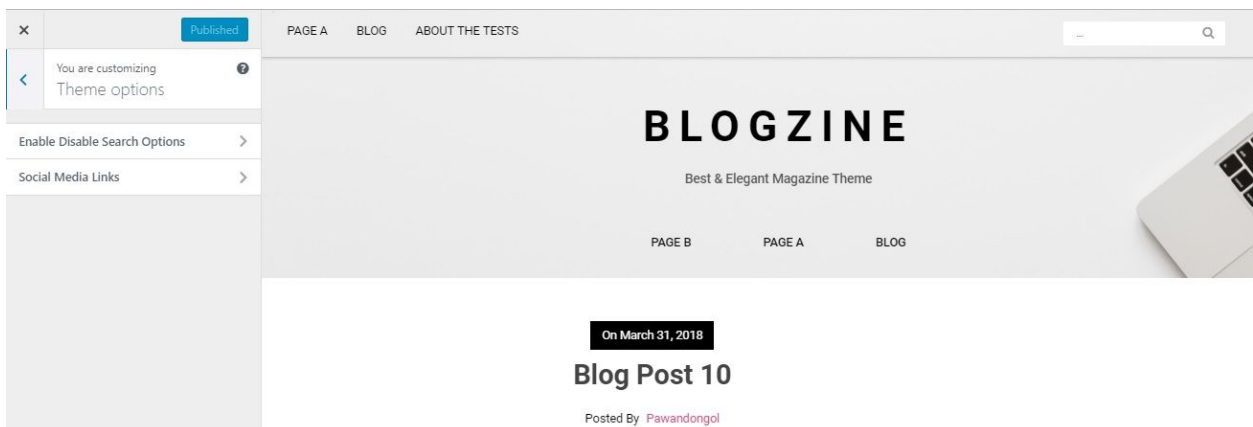 Published
You are customizing
Theme options
Enable Disable Search Options
Social Media Links
PAGE A BLOG ABOUT THE TESTS
...
BLOGZINE
Best & Elegant Magazine Theme
PAGE B PAGE A BLOG
On March 31, 2018
Blog Post 10
Posted By Pawandongol